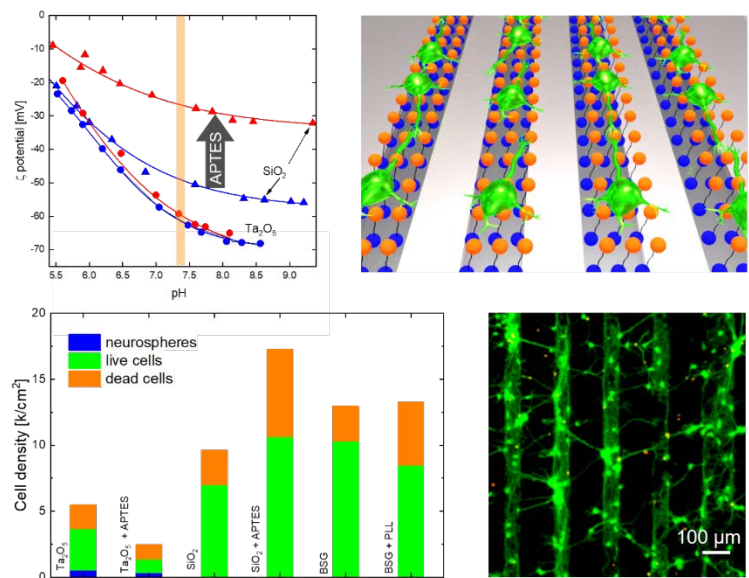 0
-10
-20
-30
-40
-50
-60
-70
ζ potential [mV]
APTES
SiO₂
Ta₂O₅
5.5 6.0 6.5 7.0 7.5 8.0 8.5 9.0
pH
20
15
10
5
0
Cell density [k/cm²]
neurospheres
live cells
dead cells
Ta₂O₅
Ta₂O₅ + APTES
SiO₂
SiO₂ + APTES
BSG
BSG + PLL
100 μm